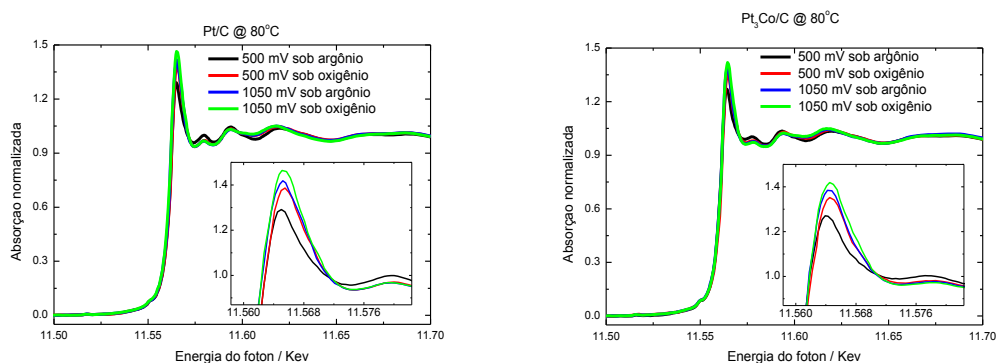 Pt/C @ 80°C
1.5
1.2
0.9
0.6
0.3
0.0
Absorçao normalizada
500 mV sob argônio
500 mV sob oxigênio
1050 mV sob argônio
1050 mV sob oxigênio
1.4
1.2
1.0
11.560
11.568
11.576
11.50
11.55
11.60
11.65
11.70
Energia do foton / Kev
Pt₃Co/C @ 80°C
1.5
1.2
0.9
0.6
0.3
0.0
Absorçao normalizada
500 mV sob argônio
500 mV sob oxigênio
1050 mV sob argônio
1050 mV sob oxigênio
1.4
1.2
1.0
11.560
11.568
11.576
11.50
11.55
11.60
11.65
11.70
Energia do foton / Kev